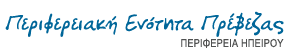 Περιφερειακή Ενότητα Πρέβεζας
ΠΕΡΙΦΕΡΕΙΑ ΗΠΕΙΡΟΥ